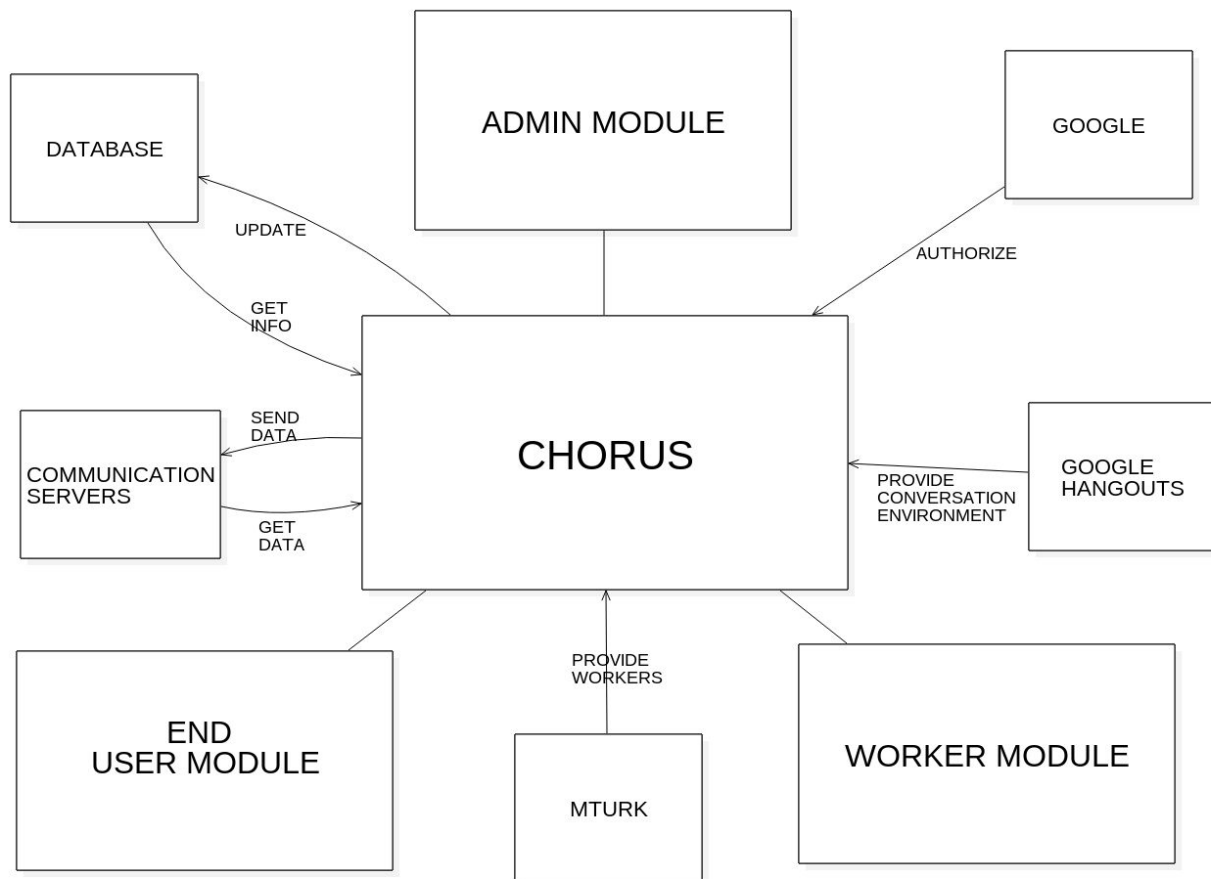 ADMIN MODULE
GOOGLE
DATABASE
UPDATE
AUTHORIZE
GET
INFO
SEND
DATA
CHORUS
COMMUNICATION
SERVERS
GOOGLE
HANGOUTS
PROVIDE
CONVERSATION
ENVIRONMENT
GET
DATA
PROVIDE
WORKERS
END
USER MODULE
WORKER MODULE
MTURK